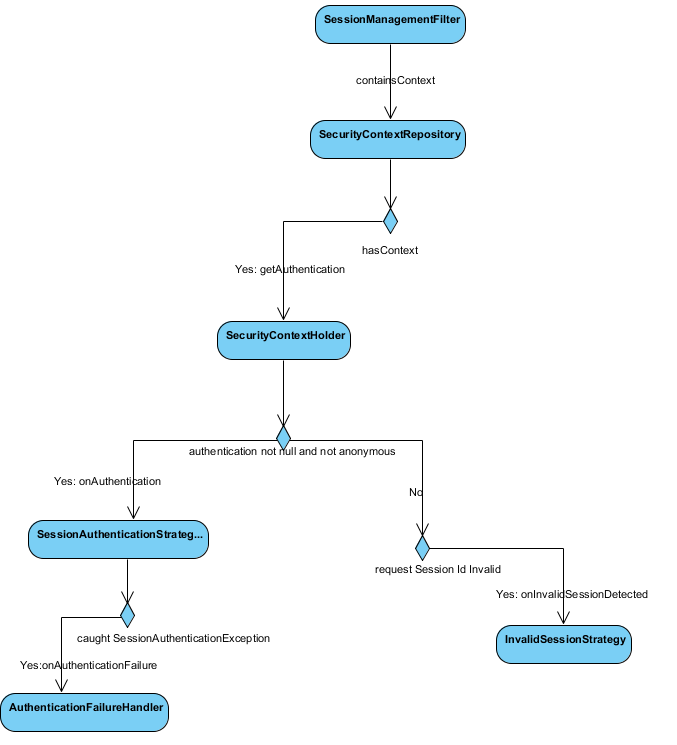 SessionManagementFilter
containsContext
SecurityContextRepository
hasContext
Yes: getAuthentication
SecurityContextHolder
authentication not null and not anonymous
Yes: onAuthentication
No
SessionAuthenticationStrateg...
request Session Id Invalid
Yes: onInvalidSessionDetected
caught SessionAuthenticationException
InvalidSessionStrategy
Yes:onAuthenticationFailure
AuthenticationFailureHandler